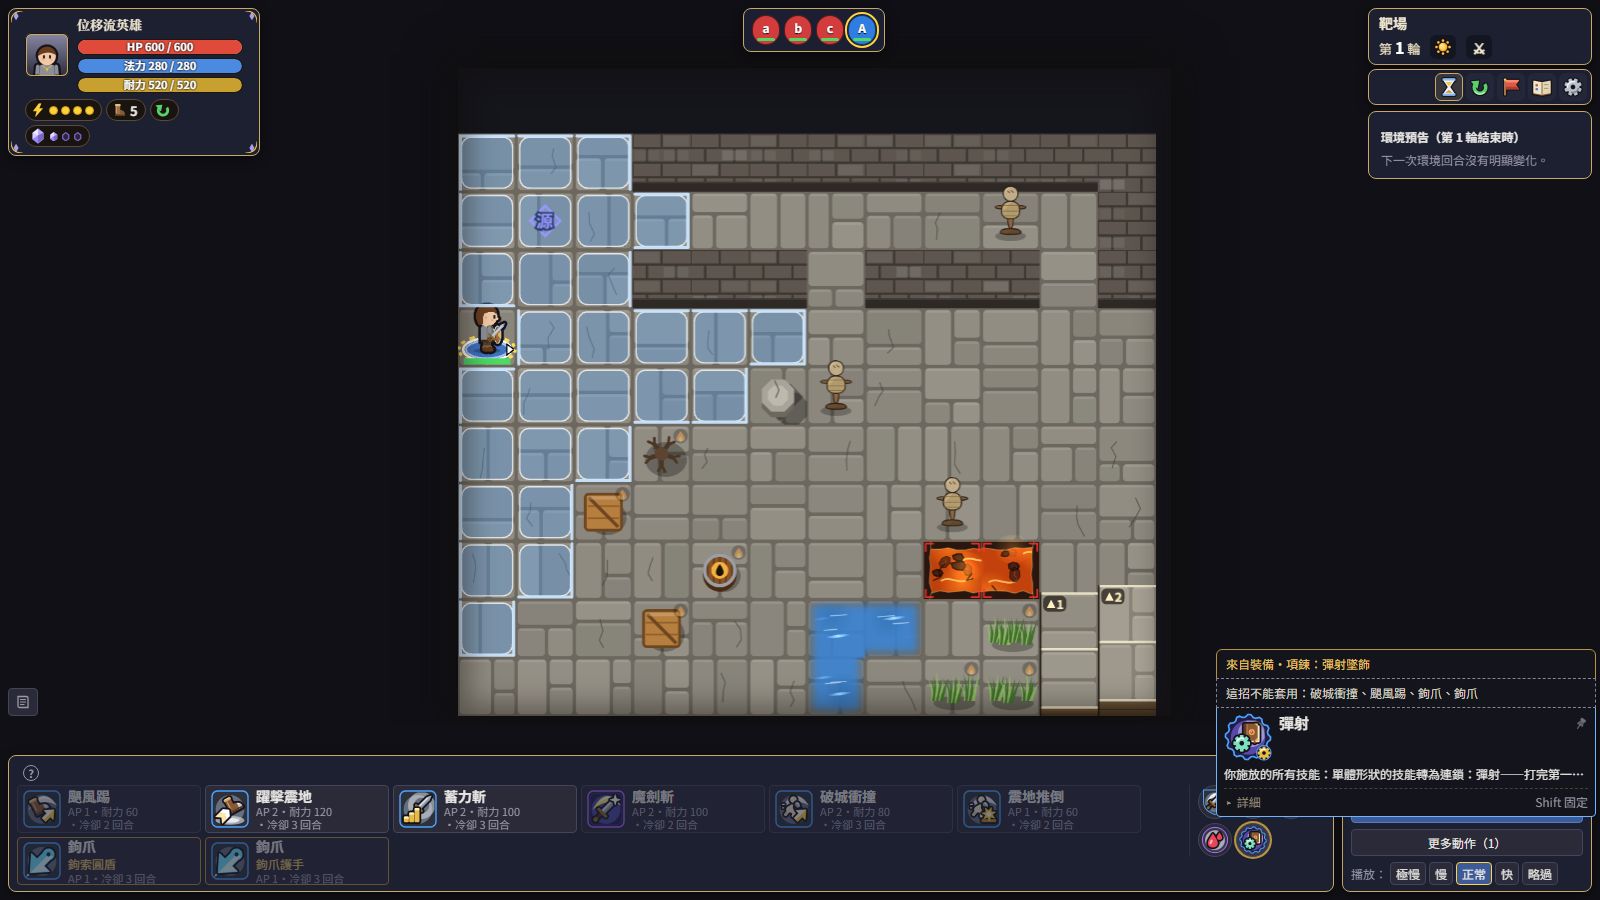 位移流英雄
HP 600 / 600
法力 280 / 280
耐力 520 / 520
5
a
b
c
A
靶場
第 1 輪
環境預告（第 1 輪結束時）
下一次環境回合沒有明顯變化。
源
▲1
▲2
來自裝備・項鍊：彈射墜飾
這招不能套用：破城衝撞、颶風踢、鉤爪、鉤爪
彈射
你施放的所有技能：單體形狀的技能轉為連鎖：彈射——打完第一…
▸ 詳細
Shift 固定
?
颶風踢
AP 1・耐力 60
・冷卻 2 回合
躍擊震地
AP 2・耐力 120
・冷卻 3 回合
蓄力斬
AP 2・耐力 100
・冷卻 3 回合
魔劍斬
AP 2・耐力 100
・冷卻 3 回合
破城衝撞
AP 2・耐力 80
・冷卻 3 回合
震地推倒
AP 1・耐力 60
・冷卻 2 回合
鉤爪
鉤索圓盾
AP 1・冷卻 3 回合
鉤爪
鉤爪護手
AP 1・冷卻 3 回合
更多動作（1）
播放：
極慢
慢
正常
快
略過